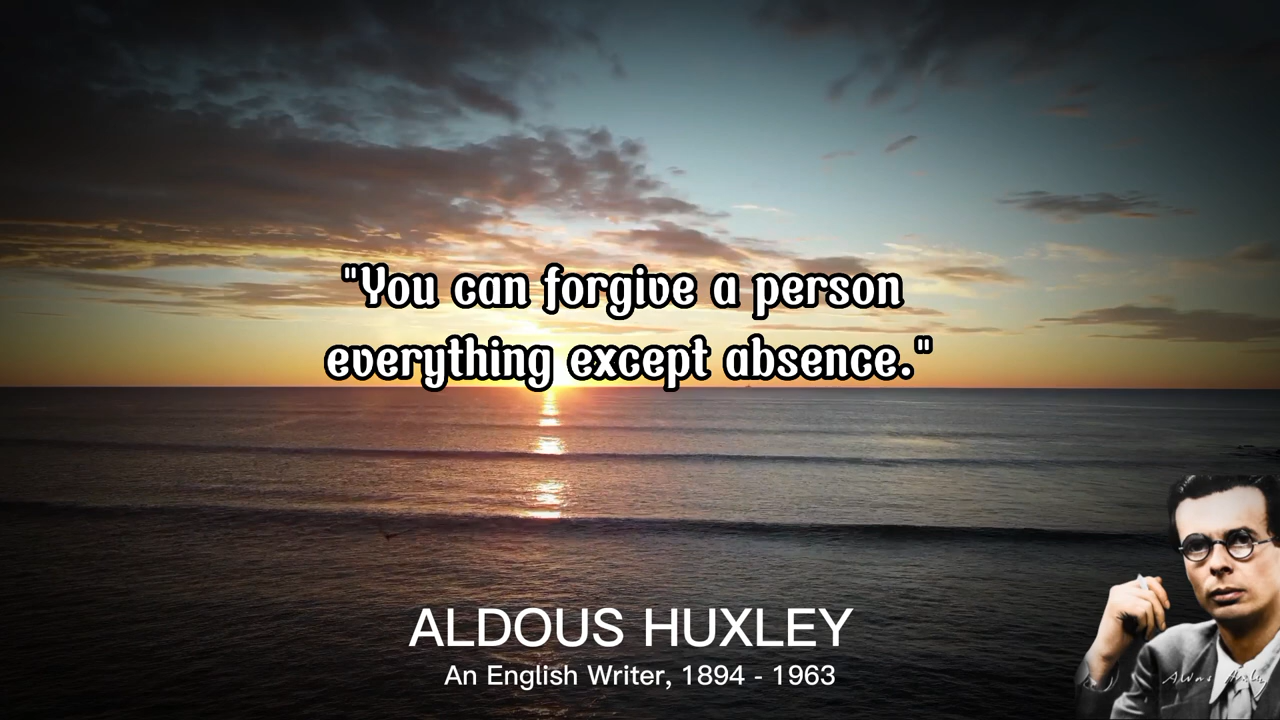 "You can forgive a person
everything except absence."
ALDOUS HUXLEY
An English Writer, 1894 - 1963